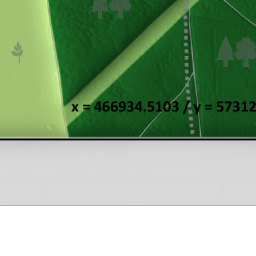 x = 466934.5103 / y = 57312